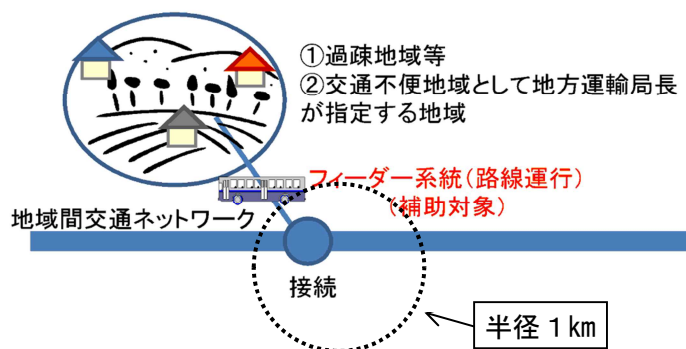 ①過疎地域等
②交通不便地域として地方運輸局長
が指定する地域
フィーダー系統(路線運行)
(補助対象)
地域間交通ネットワーク
接続
半径1km